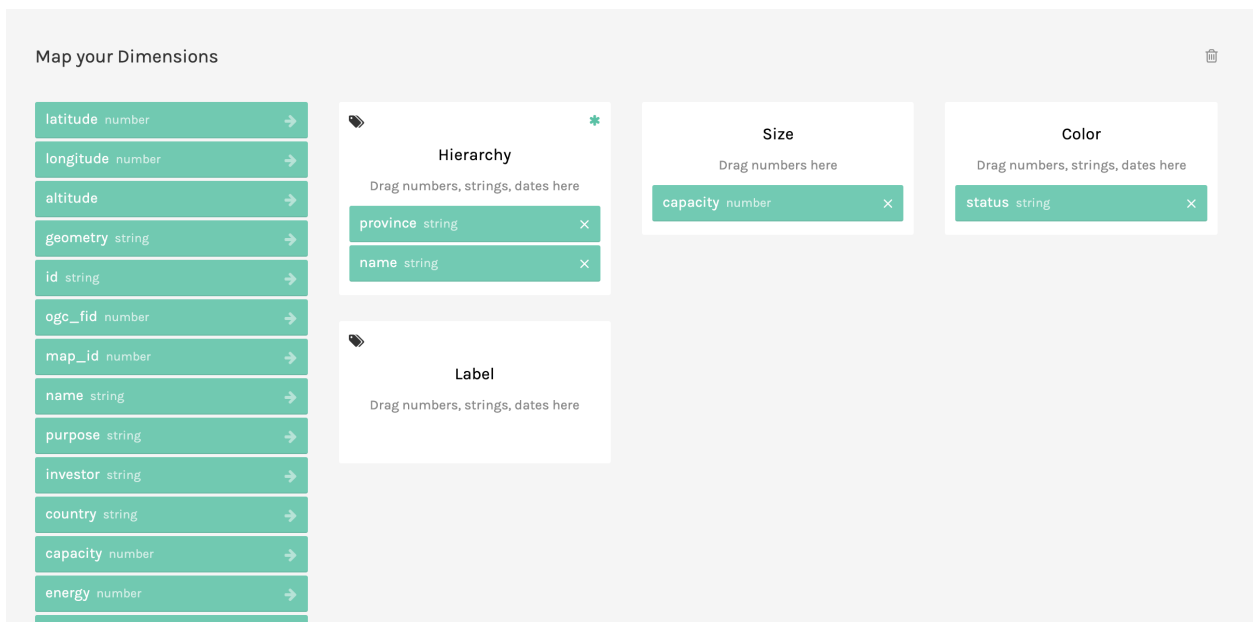 Map your Dimensions
latitude number
longitude number
altitude
geometry string
id string
ogc_fid number
map_id number
name string
purpose string
investor string
country string
capacity number
energy number
Hierarchy
Drag numbers, strings, dates here
province string
name string
Label
Drag numbers, strings, dates here
Size
Drag numbers here
capacity number
Color
Drag numbers, strings, dates here
status string